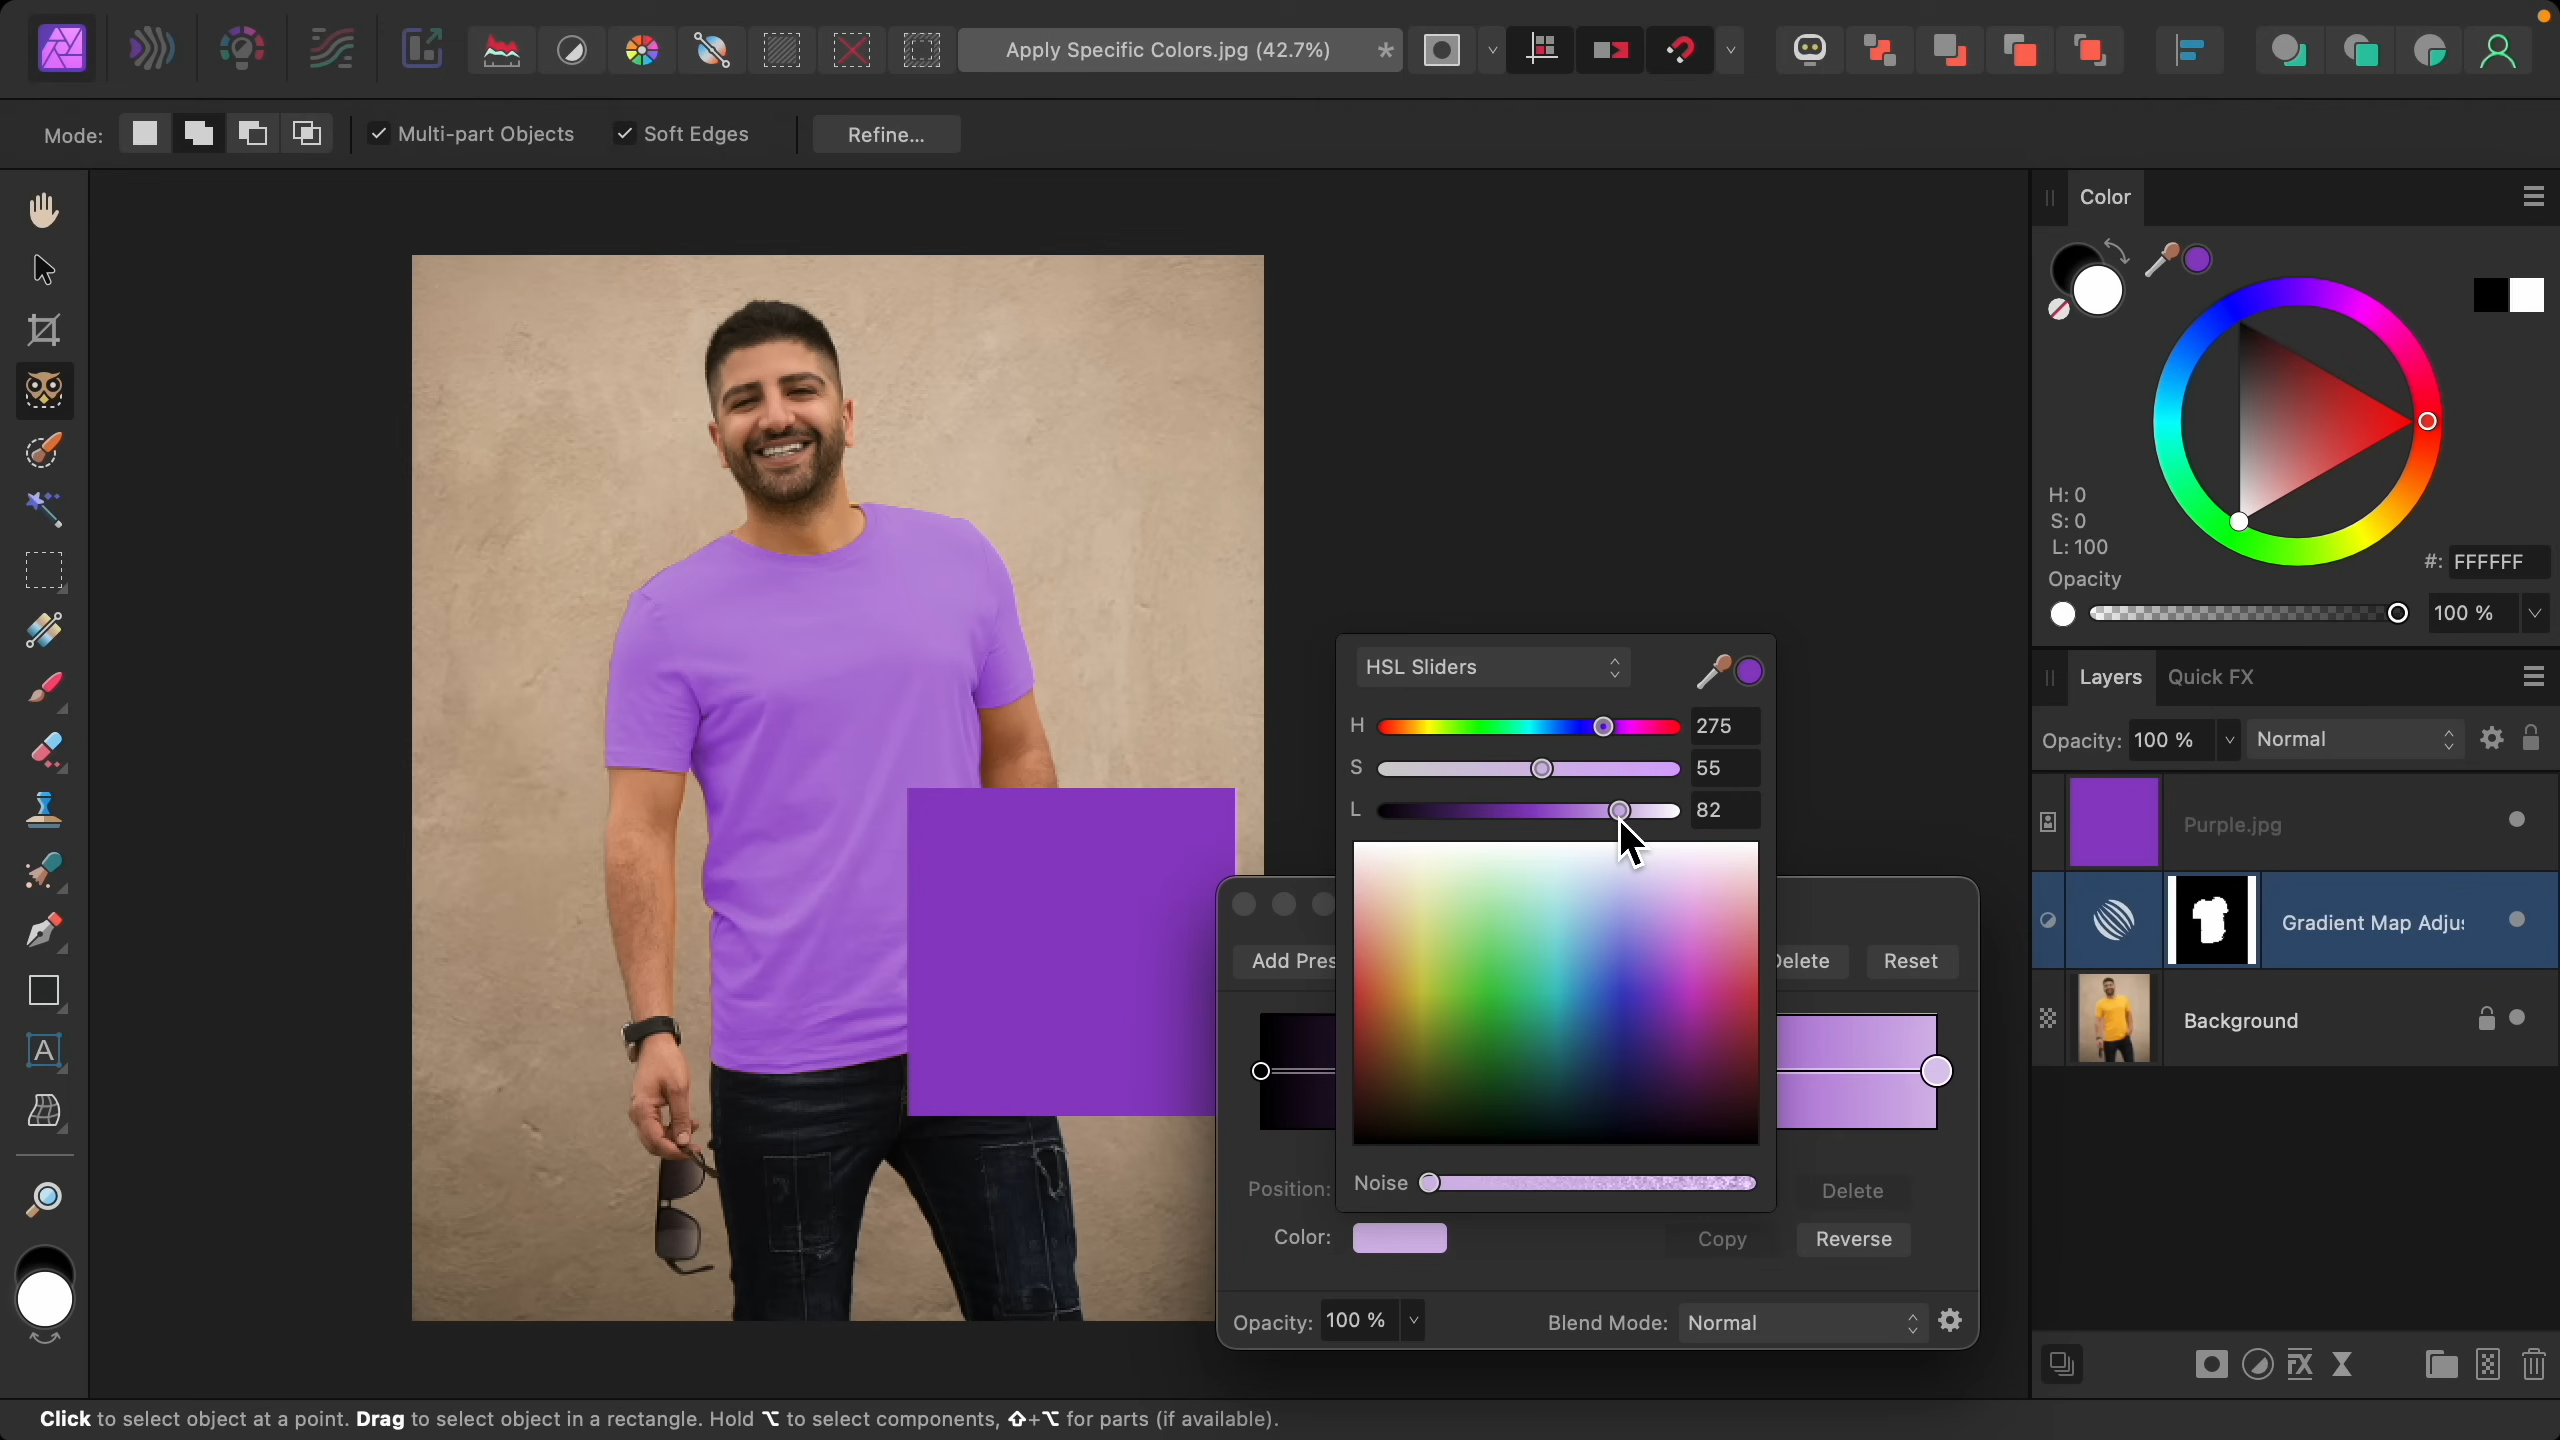 Apply Specific Colors.jpg (42.7%)
*
Mode:
Multi-part Objects
Soft Edges
Refine...
Color
H: 0
S: 0
L: 100
#: FFFFFF
Opacity
100 %
HSL Sliders
H
275
S
55
L
82
Noise
Layers
Quick FX
Opacity: 100 %
Normal
Purple.jpg
Gradient Map Adju
Background
Add Pres
Delete
Reset
Position:
Delete
Color:
Copy
Reverse
Opacity: 100 %
Blend Mode: Normal
A
FX
Click to select object at a point. Drag to select object in a rectangle. Hold ⌥ to select components, ⇧+⌥ for parts (if available).